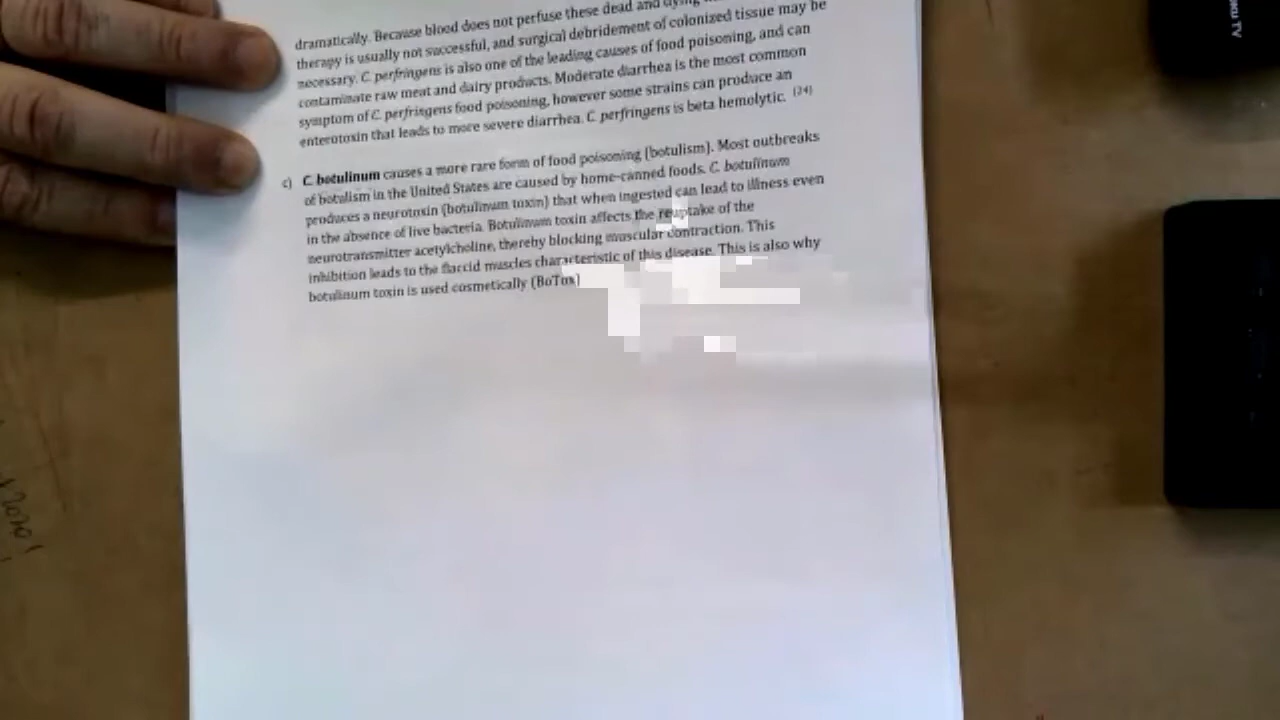 dramatically. Because blood does not perfuse these dead and dying
therapy is usually not successful, and surgical debridement of colonized tissue may be
necessary. C. perfringens is also one of the leading causes of food poisoning, and can
contaminate raw meat and dairy products. Moderate diarrhea is the most common
symptom of C. perfringens food poisoning, however some strains can produce an
enterotoxin that leads to more severe diarrhea. C. perfringens is beta hemolytic. (24)
c) C. botulinum causes a more rare form of food poisoning (botulism). Most outbreaks
of botulism in the United States are caused by home-canned foods. C. botulinum
produces a neurotoxin (botulinum toxin) that when ingested can lead to illness even
in the absence of live bacteria. Botulinum toxin affects the reuptake of the
neurotransmitter acetylcholine, thereby blocking muscular contraction. This
inhibition leads to the flaccid muscles characteristic of this disease. This is also why
botulinum toxin is used cosmetically (BoTox)
TV